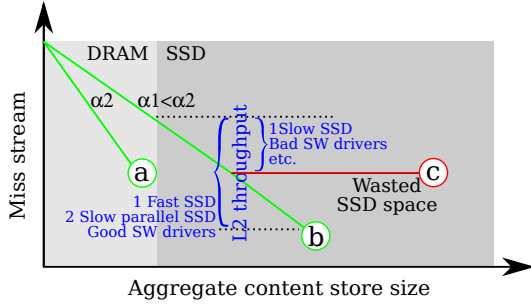 DRAM SSD
α2 α1<α2
1Slow SSD
Bad SW drivers
etc.
a
c
Wasted
SSD space
1 Fast SSD
2 Slow parallel SSD
Good SW drivers
b
L2 throughput
Miss stream
Aggregate content store size